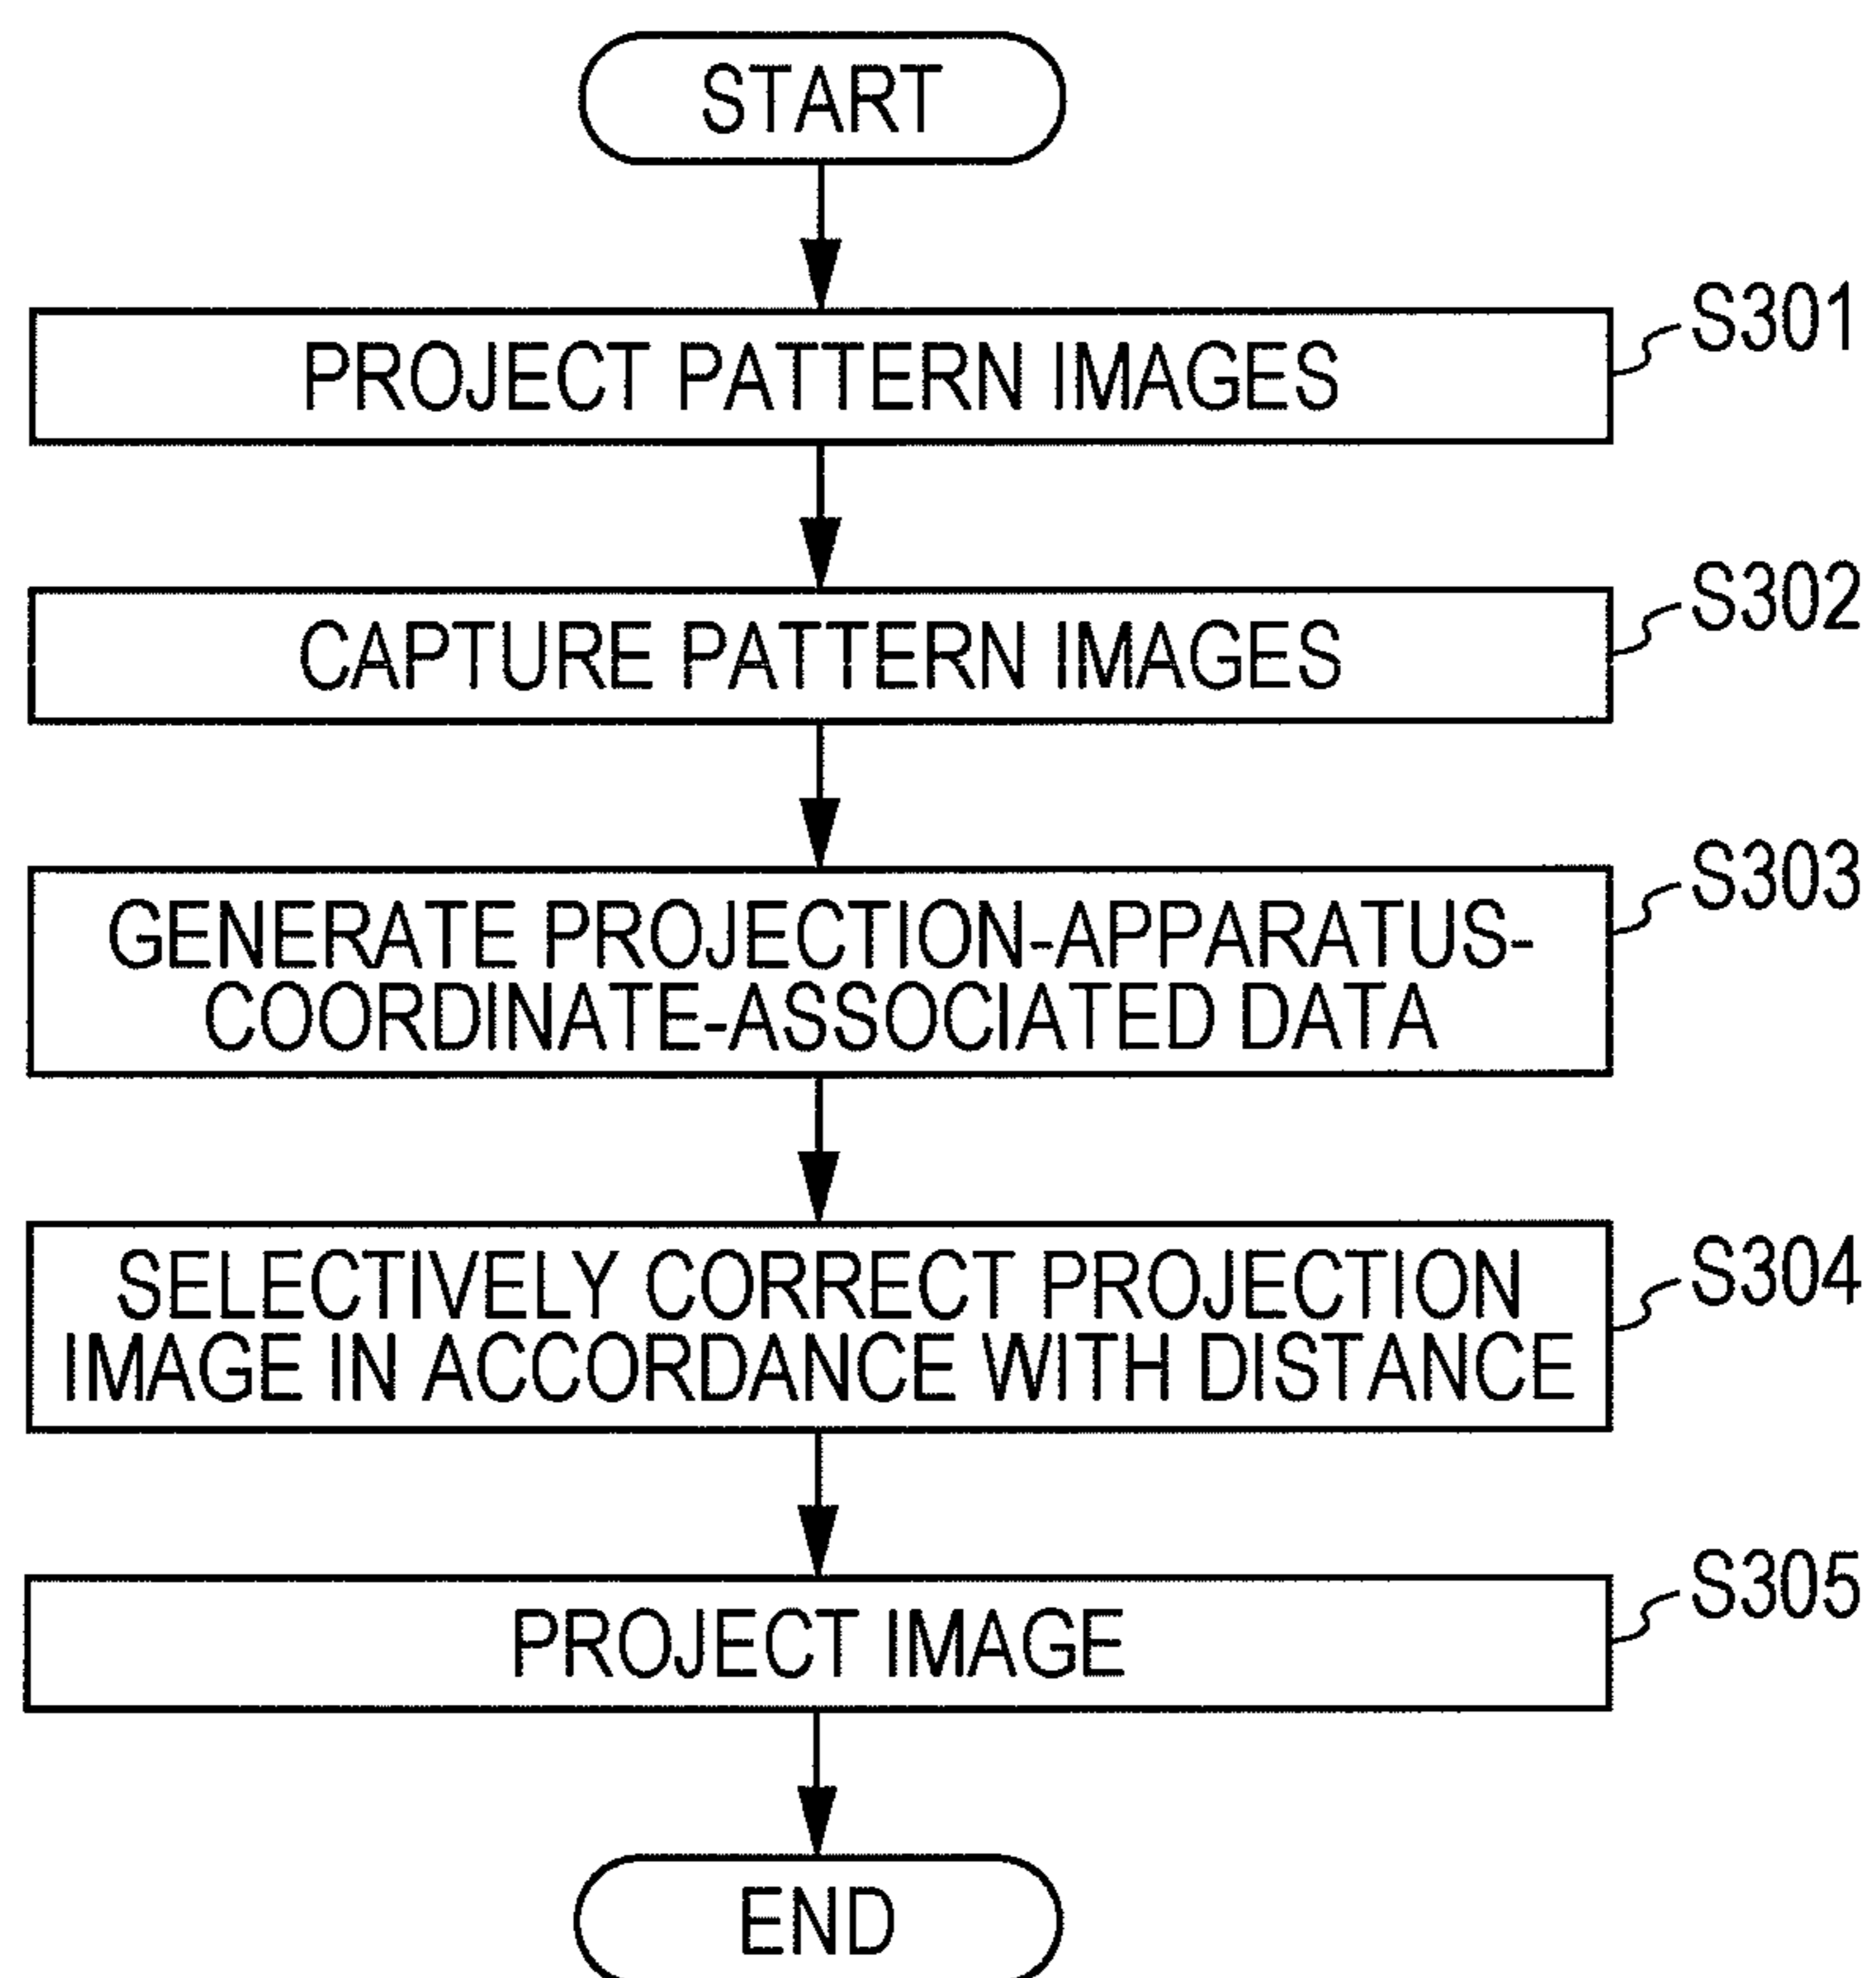 START
PROJECT PATTERN IMAGES
S301
CAPTURE PATTERN IMAGES
S302
GENERATE PROJECTION-APPARATUS-
COORDINATE-ASSOCIATED DATA
S303
SELECTIVELY CORRECT PROJECTION
IMAGE IN ACCORDANCE WITH DISTANCE
S304
PROJECT IMAGE
S305
END